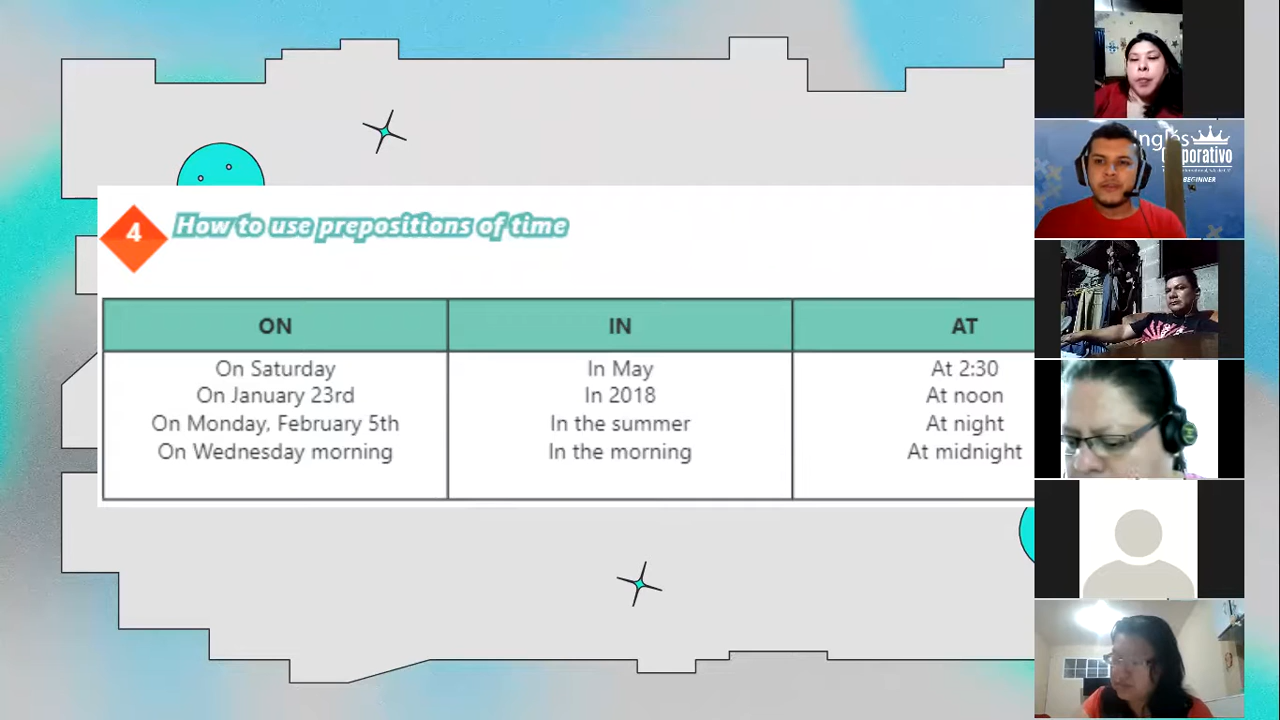 4
How to use prepositions of time
ON
IN
AT
On Saturday
In May
At 2:30
On January 23rd
In 2018
At noon
On Monday, February 5th
In the summer
At night
On Wednesday morning
In the morning
At midnight
Inglés
BEGINNER